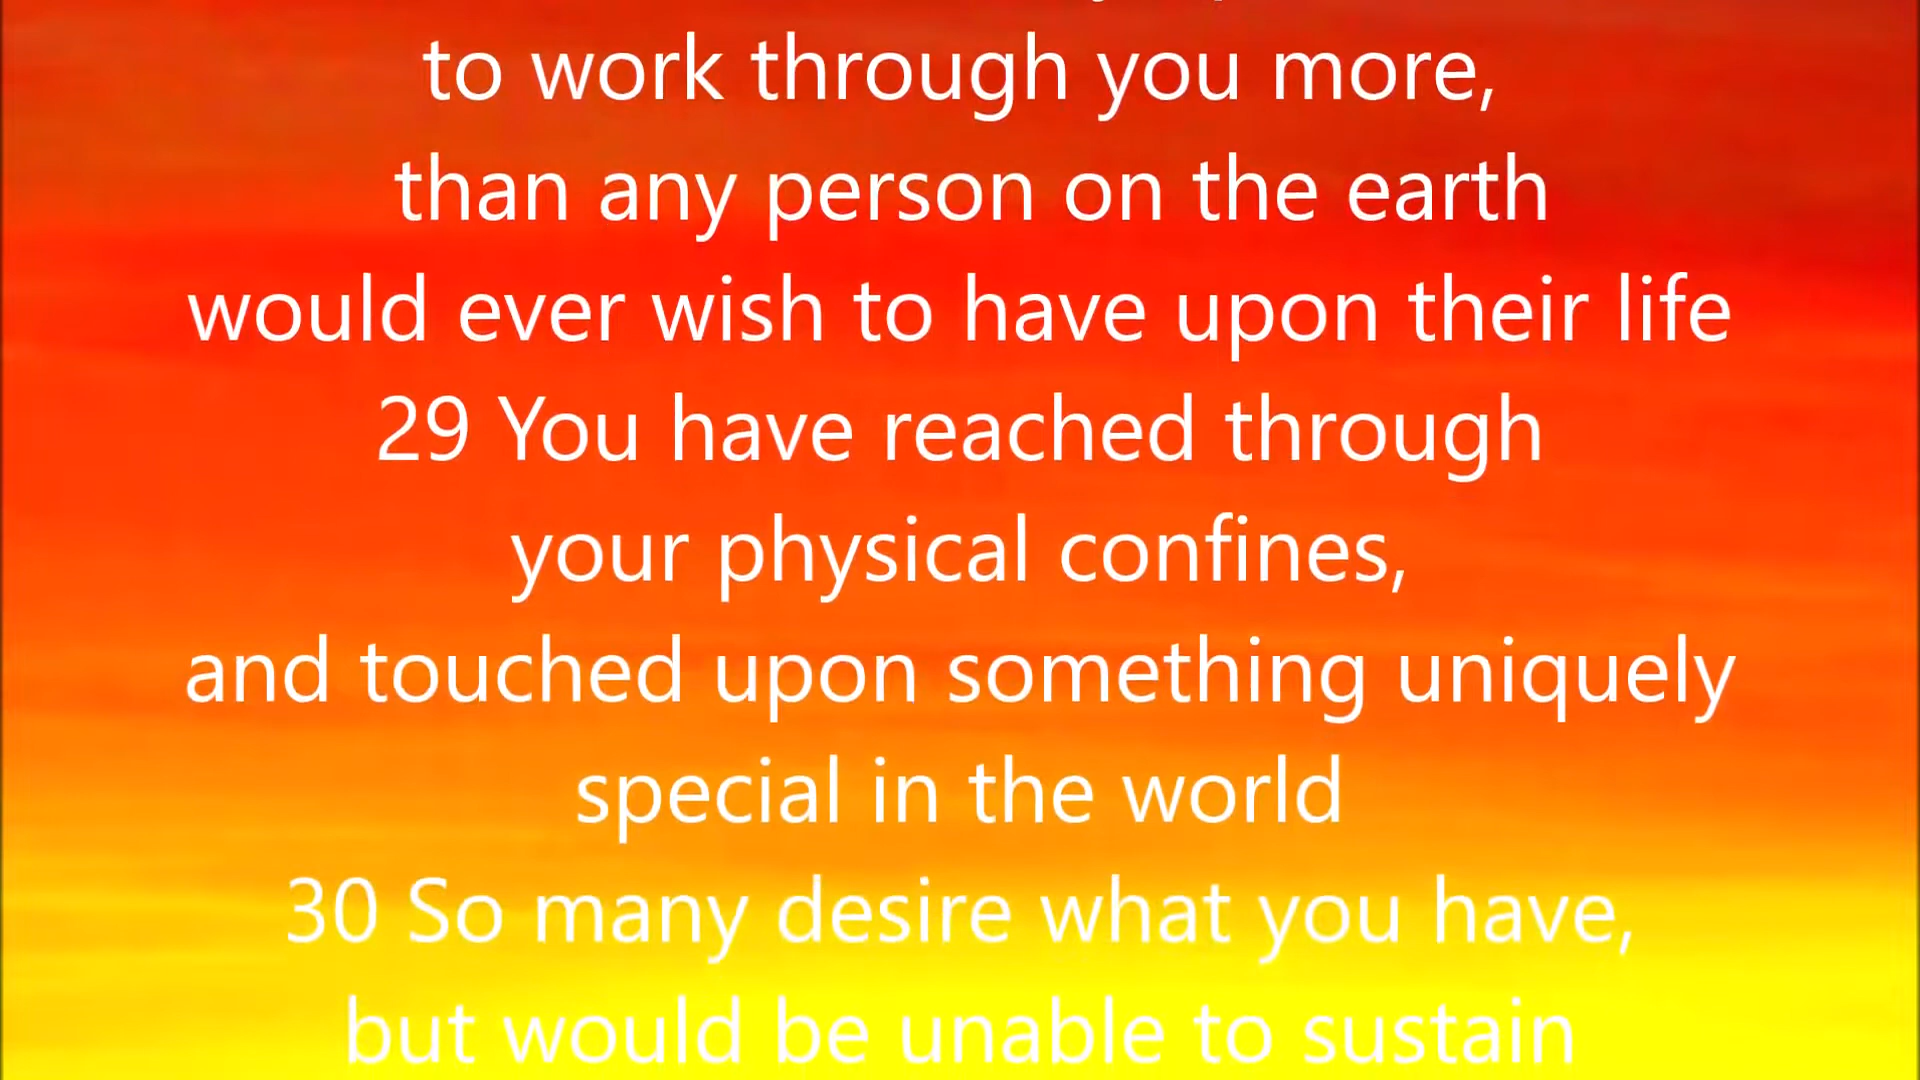 to work through you more,
than any person on the earth
would ever wish to have upon their life
29 You have reached through
your physical confines,
and touched upon something uniquely
special in the world
30 So many desire what you have,
but would be unable to sustain